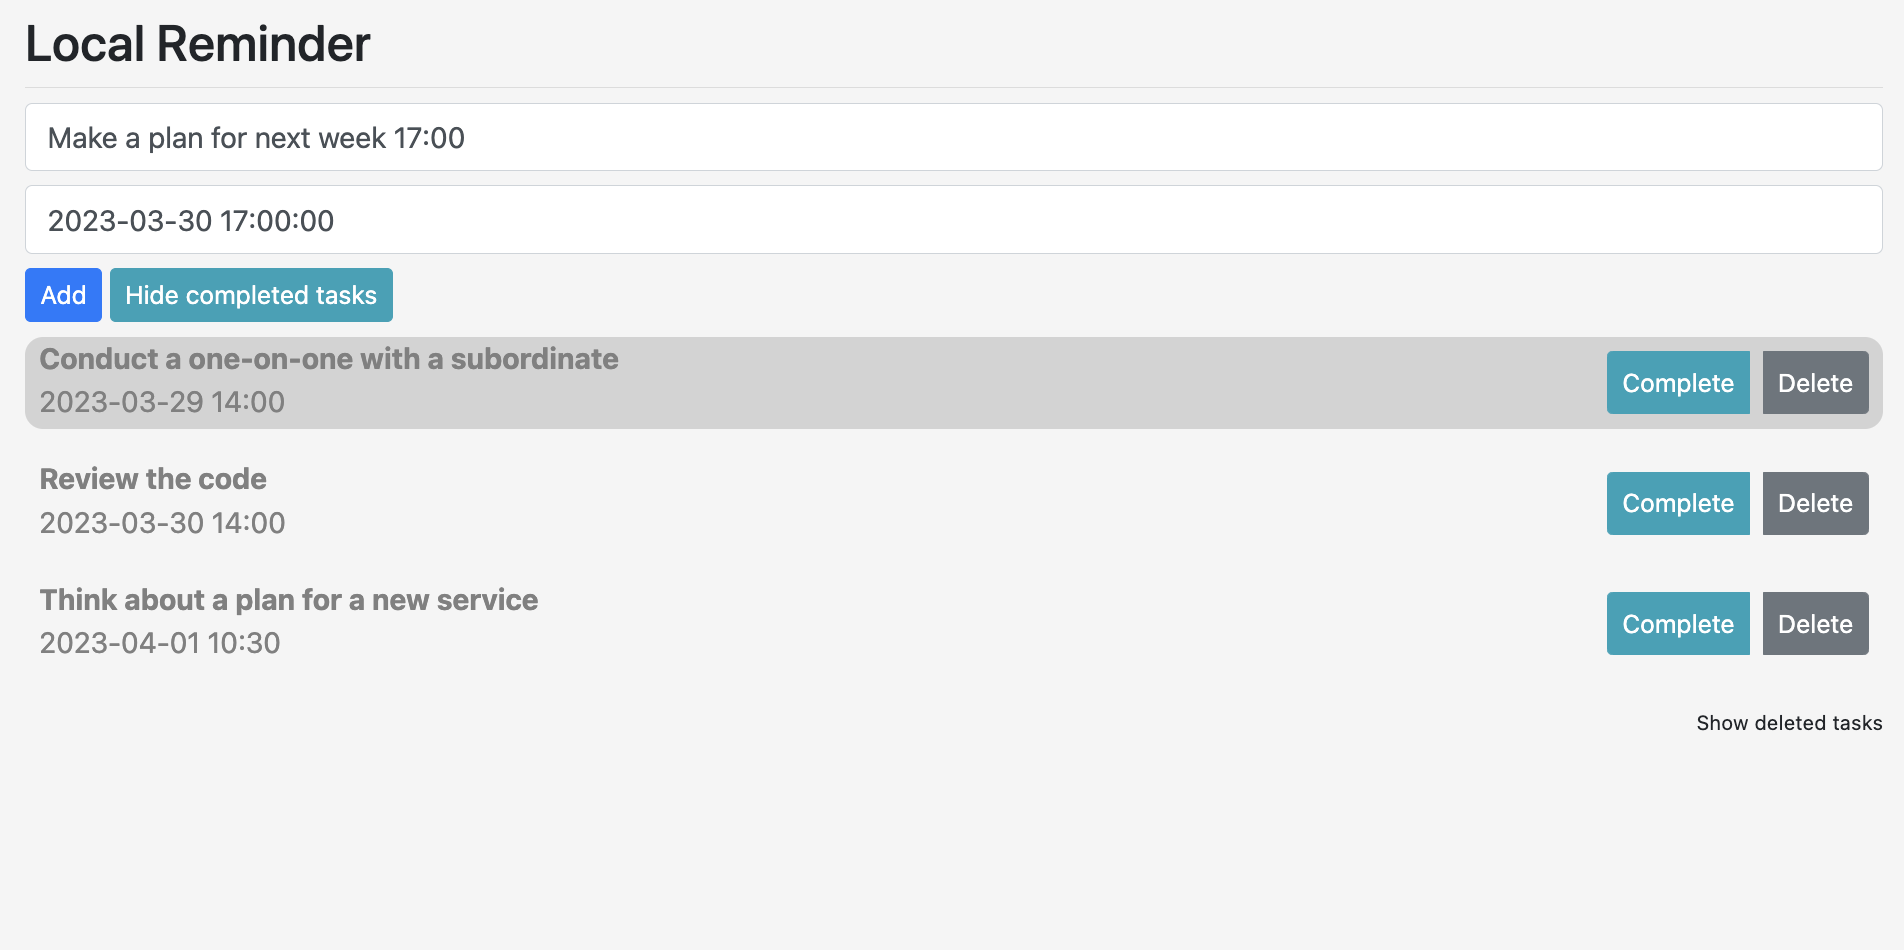 Local Reminder
Make a plan for next week 17:00
2023-03-30 17:00:00
Add Hide completed tasks
Conduct a one-on-one with a subordinate
2023-03-29 14:00
Complete Delete
Review the code
2023-03-30 14:00
Complete Delete
Think about a plan for a new service
2023-04-01 10:30
Complete Delete
Show deleted tasks